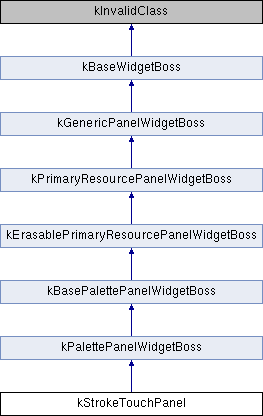 kInvalidClass
kBaseWidgetBoss
kGenericPanelWidgetBoss
kPrimaryResourcePanelWidgetBoss
kErasablePrimaryResourcePanelWidgetBoss
kBasePalettePanelWidgetBoss
kPalettePanelWidgetBoss
kStrokeTouchPanel